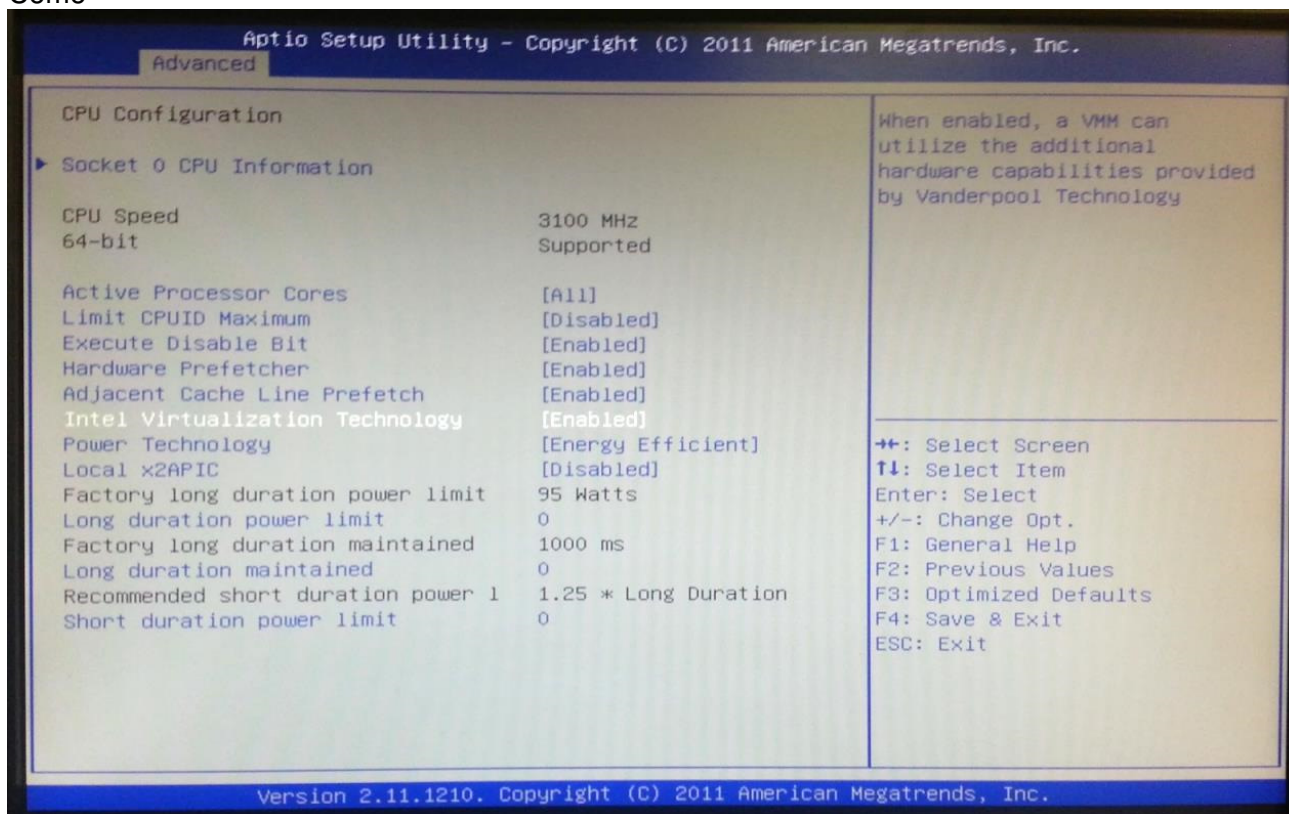 Aptio Setup Utility – Copyright (C) 2011 American Megatrends, Inc.
Advanced
CPU Configuration
Socket 0 CPU Information
CPU Speed 3100 MHz
64-bit Supported
Active Processor Cores [All]
Limit CPUID Maximum [Disabled]
Execute Disable Bit [Enabled]
Hardware Prefetcher [Enabled]
Adjacent Cache Line Prefetch [Enabled]
Intel Virtualization Technology [Enabled]
Power Technology [Energy Efficient]
Local x2APIC [Disabled]
Factory long duration power limit 95 Watts
Long duration power limit 0
Factory long duration maintained 1000 ms
Long duration maintained 0
Recommended short duration power l 1.25 * Long Duration
Short duration power limit 0
When enabled, a VMM can
utilize the additional
hardware capabilities provided
by Vanderpool Technology
→←: Select Screen
↑↓: Select Item
Enter: Select
+/-: Change Opt.
F1: General Help
F2: Previous Values
F3: Optimized Defaults
F4: Save & Exit
ESC: Exit
Version 2.11.1210. Copyright (C) 2011 American Megatrends, Inc.